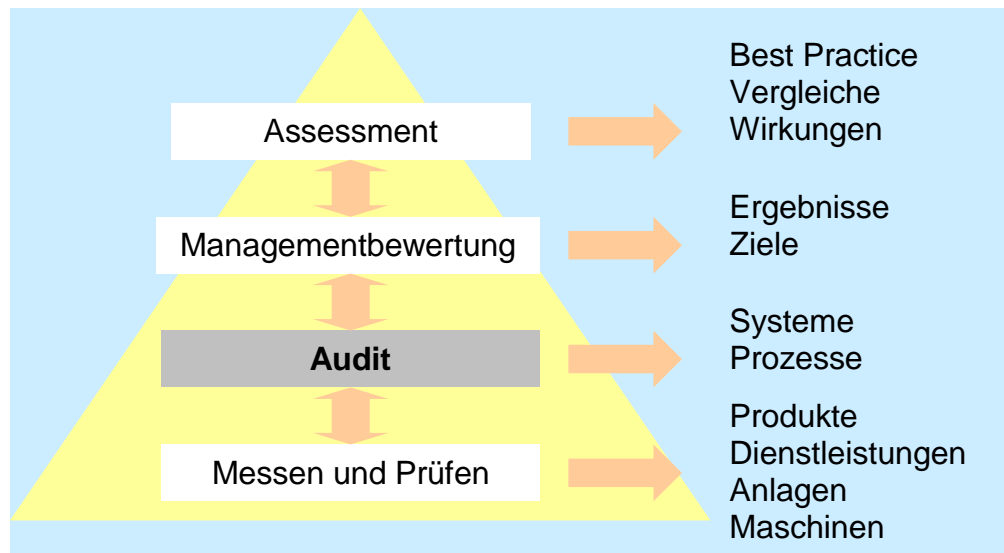 Assessment
Best Practice
Vergleiche
Wirkungen
Managementbewertung
Ergebnisse
Ziele
Audit
Systeme
Prozesse
Messen und Prüfen
Produkte
Dienstleistungen
Anlagen
Maschinen